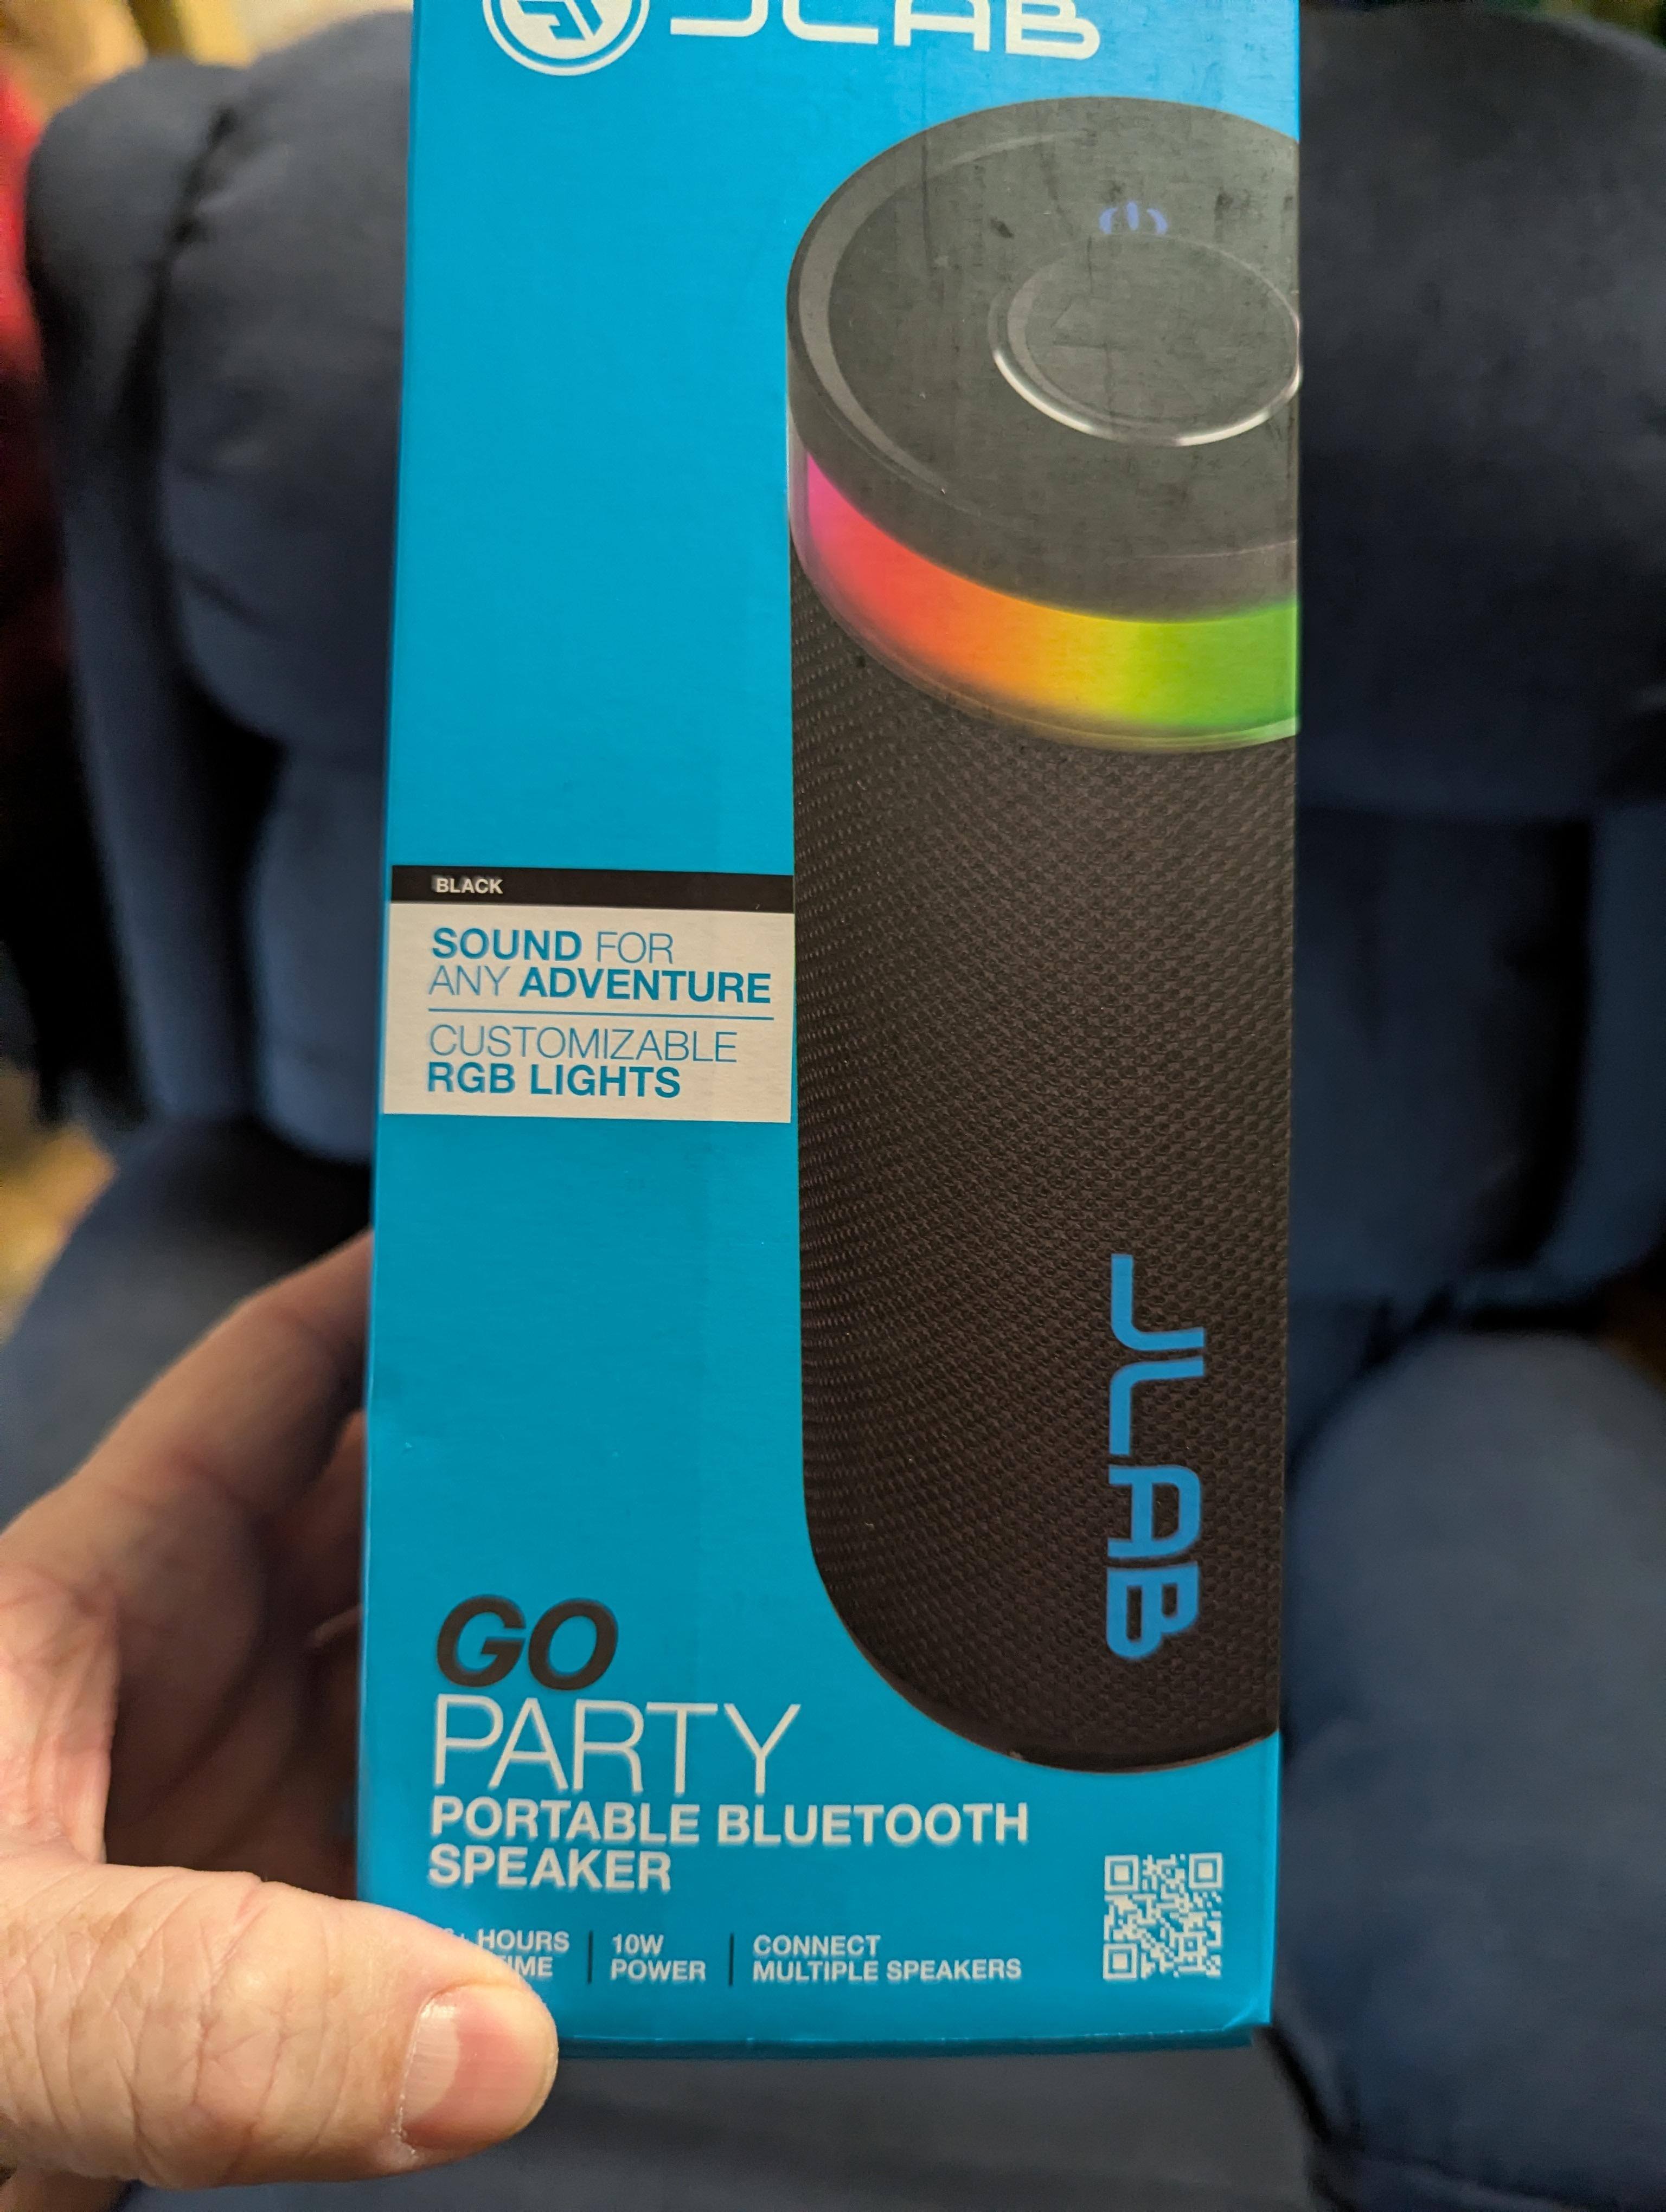 JLAB
BLACK
SOUND FOR
ANY ADVENTURE
CUSTOMIZABLE
RGB LIGHTS
JLAB
GO
PARTY
PORTABLE BLUETOOTH
SPEAKER
HOURS
10W
POWER
CONNECT
MULTIPLE SPEAKERS